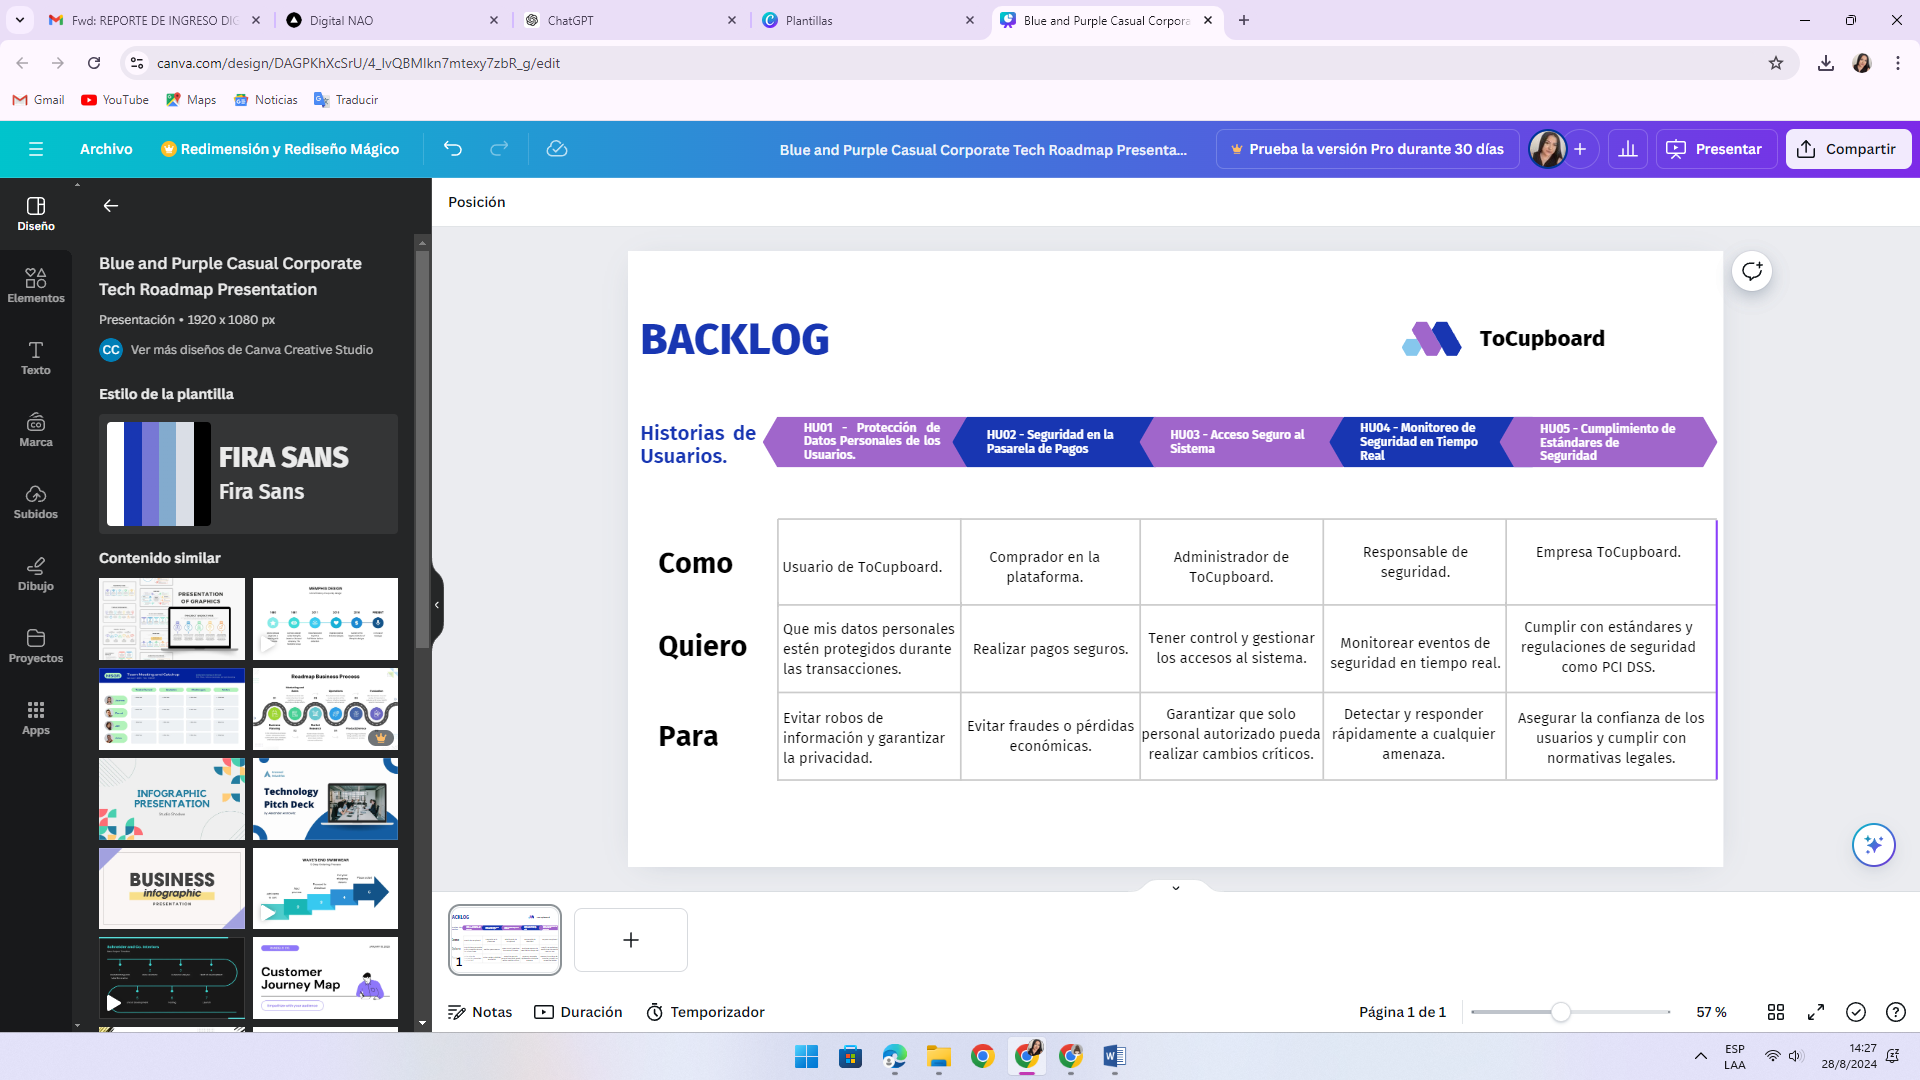 Fwd: REPORTE DE INGRESO DIG
Digital NAO
ChatGPT
Plantillas
Blue and Purple Casual Corpora
canva.com/design/DAGPKhXcSrU/4_lvQBMlkn7mtexy7zbR_g/edit
Gmail
YouTube
Maps
Noticias
Traducir
Archivo
Redimensión y Rediseño Mágico
Blue and Purple Casual Corporate Tech Roadmap Presenta...
Prueba la versión Pro durante 30 días
Presentar
Compartir
Diseño
Elementos
Texto
Marca
Subidos
Dibujo
Proyectos
Apps
Blue and Purple Casual Corporate
Tech Roadmap Presentation
Presentación • 1920 x 1080 px
CC
Ver más diseños de Canva Creative Studio
Estilo de la plantilla
FIRA SANS
Fira Sans
Contenido similar
PRESENTATION
OF GRAPHICS
Roadmap Business Process
INFOGRAPHIC
PRESENTATION
Technology
Pitch Deck
BUSINESS
infographic
PRESENTATION
Customer
Journey Map
Posición
BACKLOG
ToCupboard
Historias de
Usuarios.
HU01 - Protección de
Datos Personales de los
Usuarios.
HU02 - Seguridad en la
Pasarela de Pagos
HU03 - Acceso Seguro al
Sistema
HU04 - Monitoreo de
Seguridad en Tiempo
Real
HU05 - Cumplimiento de
Estándares de
Seguridad
Como
Usuario de ToCupboard.
Comprador en la
plataforma.
Administrador de
ToCupboard.
Responsable de
seguridad.
Empresa ToCupboard.
Quiero
Que mis datos personales
estén protegidos durante
las transacciones.
Realizar pagos seguros.
Tener control y gestionar
los accesos al sistema.
Monitorear eventos de
seguridad en tiempo real.
Cumplir con estándares y
regulaciones de seguridad
como PCI DSS.
Para
Evitar robos de
información y garantizar
la privacidad.
Evitar fraudes o pérdidas
económicas.
Garantizar que solo
personal autorizado pueda
realizar cambios críticos.
Detectar y responder
rápidamente a cualquier
amenaza.
Asegurar la confianza de los
usuarios y cumplir con
normativas legales.
1
Notas
Duración
Temporizador
Página 1 de 1
57 %
ESP
LAA
14:27
28/8/2024